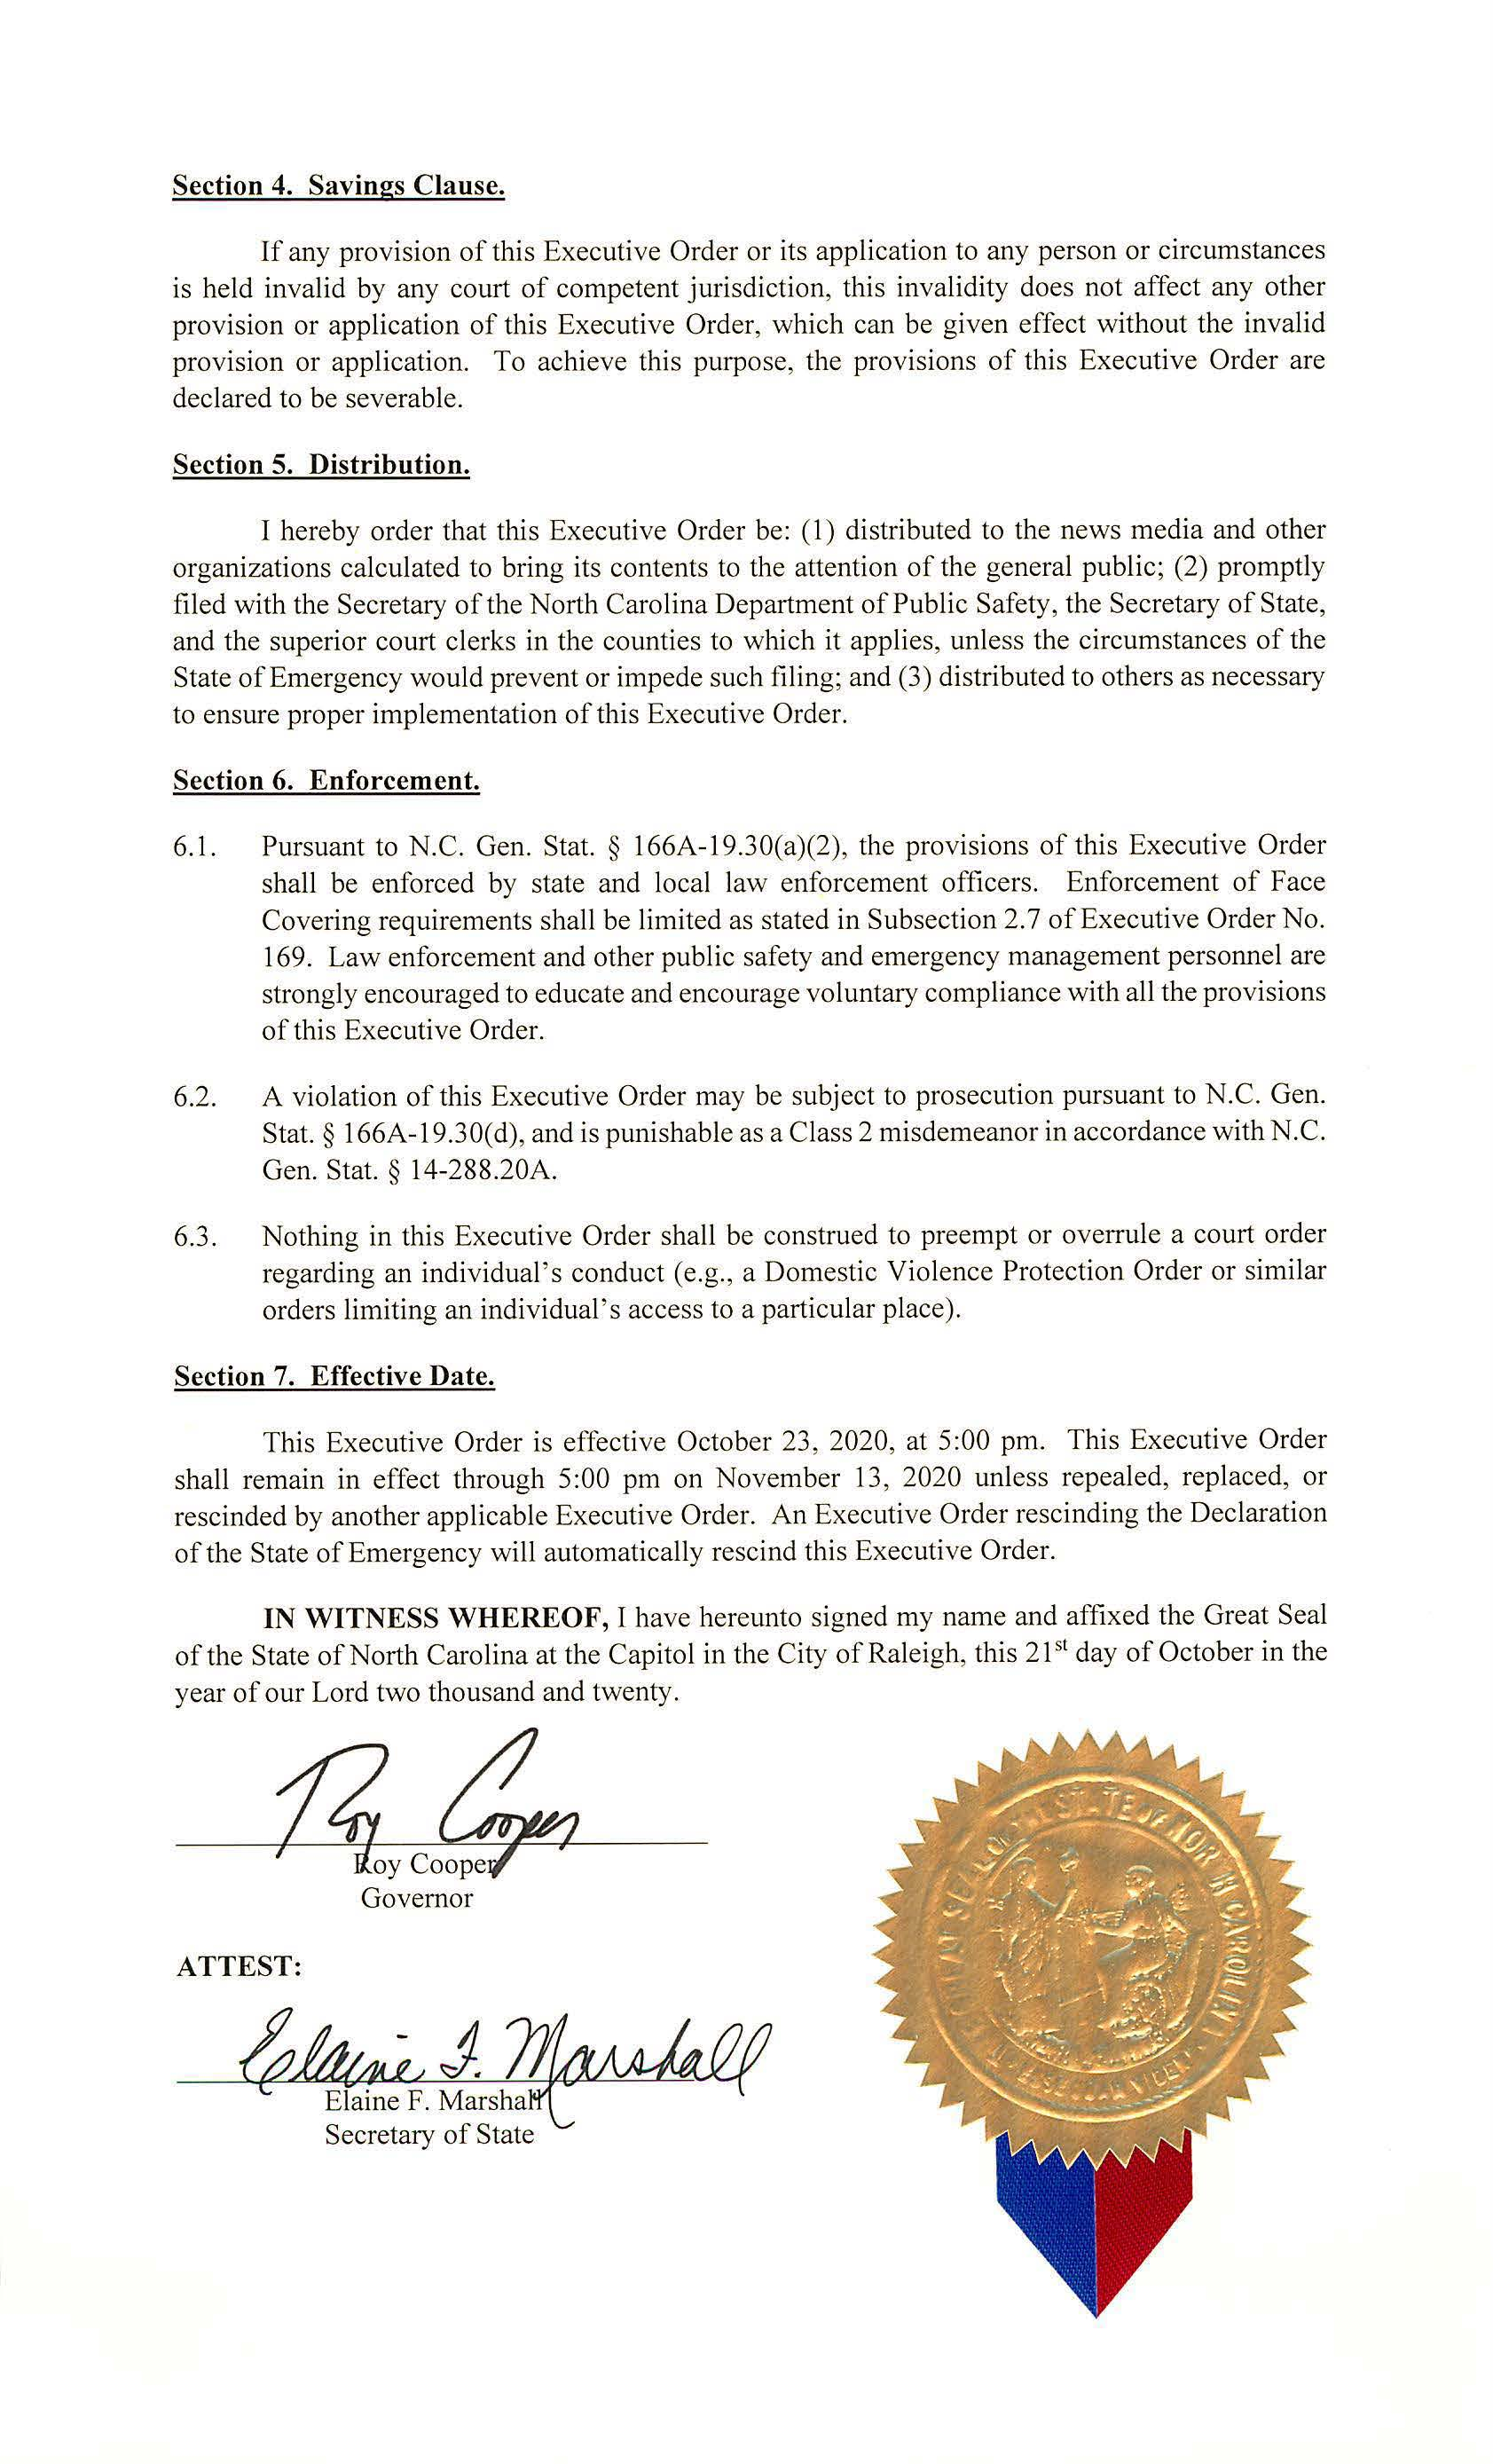 Section 4. Savings Clause.
If any provision of this Executive Order or its application to any person or circumstances
is held invalid by any court of competent jurisdiction, this invalidity does not affect any other
provision or application of this Executive Order, which can be given effect without the invalid
provision or application. To achieve this purpose, the provisions of this Executive Order are
declared to be severable.
Section 5. Distribution.
I hereby order that this Executive Order be: (1) distributed to the news media and other
organizations calculated to bring its contents to the attention of the general public; (2) promptly
filed with the Secretary of the North Carolina Department of Public Safety, the Secretary of State,
and the superior court clerks in the counties to which it applies, unless the circumstances of the
State of Emergency would prevent or impede such filing; and (3) distributed to others as necessary
to ensure proper implementation of this Executive Order.
Section 6. Enforcement.
6.1. Pursuant to N.C. Gen. Stat. § 166A-19.30(a)(2), the provisions of this Executive Order
shall be enforced by state and local law enforcement officers. Enforcement of Face
Covering requirements shall be limited as stated in Subsection 2.7 of Executive Order No.
169. Law enforcement and other public safety and emergency management personnel are
strongly encouraged to educate and encourage voluntary compliance with all the provisions
of this Executive Order.
6.2. A violation of this Executive Order may be subject to prosecution pursuant to N.C. Gen.
Stat. § 166A-19.30(d), and is punishable as a Class 2 misdemeanor in accordance with N.C.
Gen. Stat. § 14-288.20A.
6.3. Nothing in this Executive Order shall be construed to preempt or overrule a court order
regarding an individual's conduct (e.g., a Domestic Violence Protection Order or similar
orders limiting an individual's access to a particular place).
Section 7. Effective Date.
This Executive Order is effective October 23, 2020, at 5:00 pm. This Executive Order
shall remain in effect through 5:00 pm on November 13, 2020 unless repealed, replaced, or
rescinded by another applicable Executive Order. An Executive Order rescinding the Declaration
of the State of Emergency will automatically rescind this Executive Order.
IN WITNESS WHEREOF, I have hereunto signed my name and affixed the Great Seal
of the State of North Carolina at the Capitol in the City of Raleigh, this 21st day of October in the
year of our Lord two thousand and twenty.
Roy Cooper
Roy Cooper
Governor
ATTEST:
Elaine F. Marshall
Elaine F. Marshall
Secretary of State
STATE OF NORTH CAROLINA